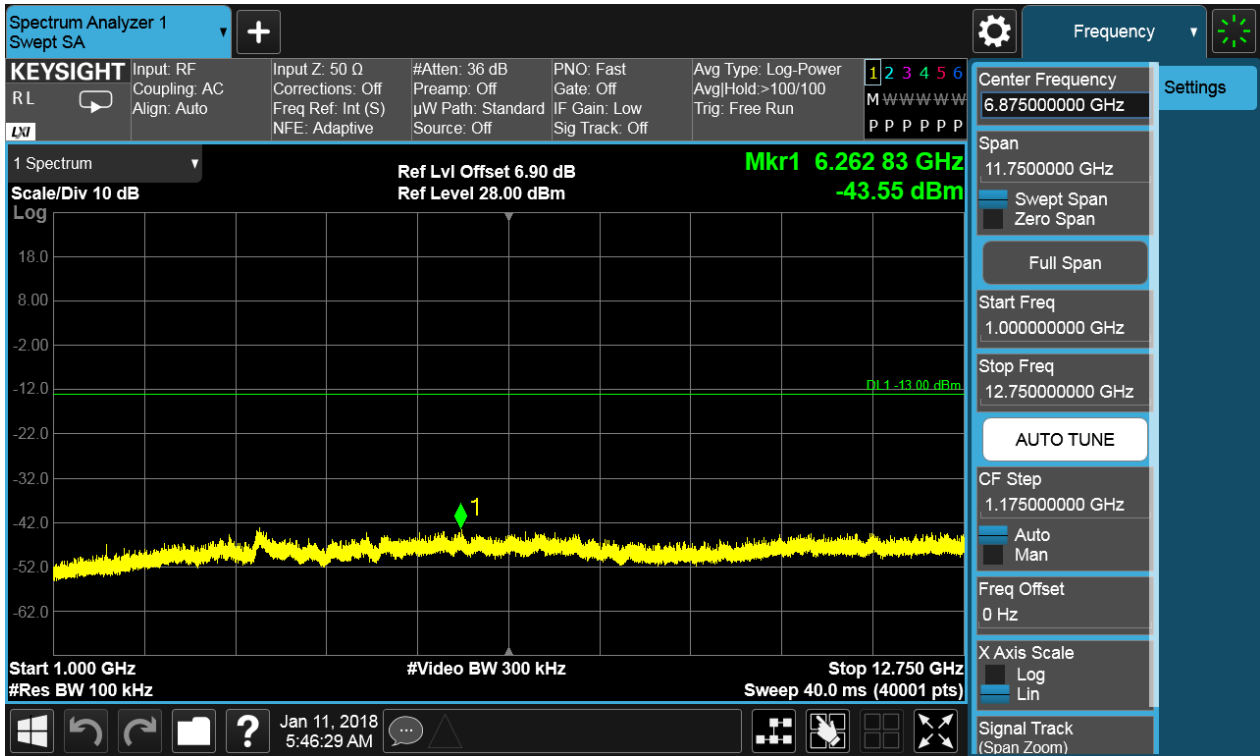 Spectrum Analyzer 1
Swept SA
+
Frequency
KEYSIGHT
RL
LXI
Input: RF
Coupling: AC
Align: Auto
Input Z: 50 Ω
Corrections: Off
Freq Ref: Int (S)
NFE: Adaptive
#Atten: 36 dB
Preamp: Off
µW Path: Standard
Source: Off
PNO: Fast
Gate: Off
IF Gain: Low
Sig Track: Off
Avg Type: Log-Power
Avg|Hold:>100/100
Trig: Free Run
1 2 3 4 5 6
M W W W W W
P P P P P P
1 Spectrum
Scale/Div 10 dB
Log
Ref Lvl Offset 6.90 dB
Ref Level 28.00 dBm
Mkr1 6.262 83 GHz
-43.55 dBm
18.0
8.00
-2.00
-12.0
-22.0
-32.0
-42.0
-52.0
-62.0
DL1 -13.00 dBm
1
Start 1.000 GHz
#Res BW 100 kHz
#Video BW 300 kHz
Stop 12.750 GHz
Sweep 40.0 ms (40001 pts)
Center Frequency
6.875000000 GHz
Span
11.7500000 GHz
Swept Span
Zero Span
Full Span
Start Freq
1.000000000 GHz
Stop Freq
12.750000000 GHz
AUTO TUNE
CF Step
1.175000000 GHz
Auto
Man
Freq Offset
0 Hz
X Axis Scale
Log
Lin
Signal Track
(Span Zoom)
Settings
?
Jan 11, 2018
5:46:29 AM